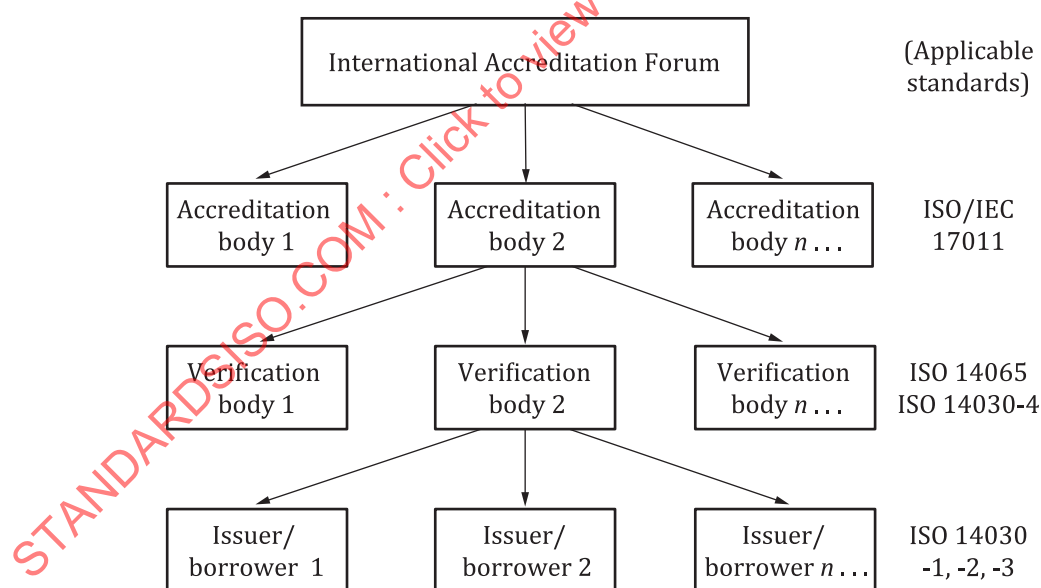 International Accreditation Forum
(Applicable
standards)
Accreditation
body 1
Accreditation
body 2
Accreditation
body n . . .
ISO/IEC
17011
Verification
body 1
Verification
body 2
Verification
body n . . .
ISO 14065
ISO 14030-4
Issuer/
borrower 1
Issuer/
borrower 2
Issuer/
borrower n . . .
ISO 14030
-1, -2, -3
STANDARDSISO.COM : Click to view